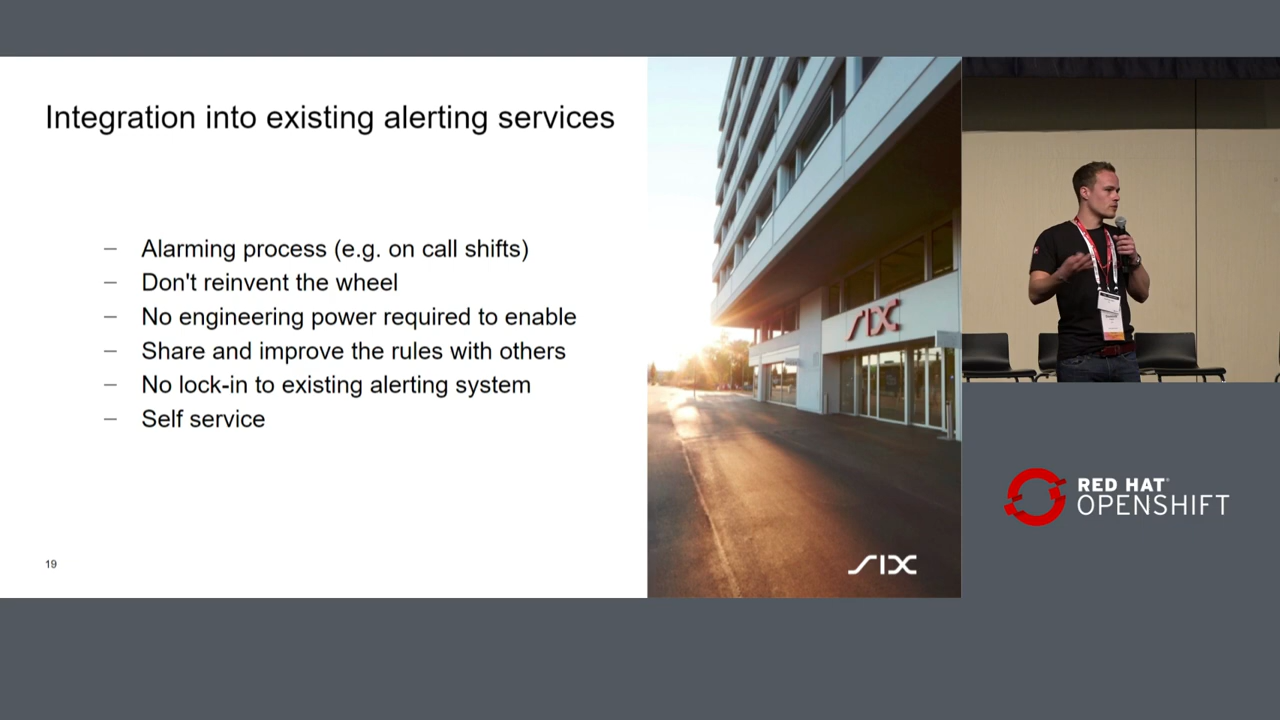 Integration into existing alerting services
– Alarming process (e.g. on call shifts)
– Don't reinvent the wheel
– No engineering power required to enable
– Share and improve the rules with others
– No lock-in to existing alerting system
– Self service
19
SIX
SIX
RED HAT®
OPENSHIFT